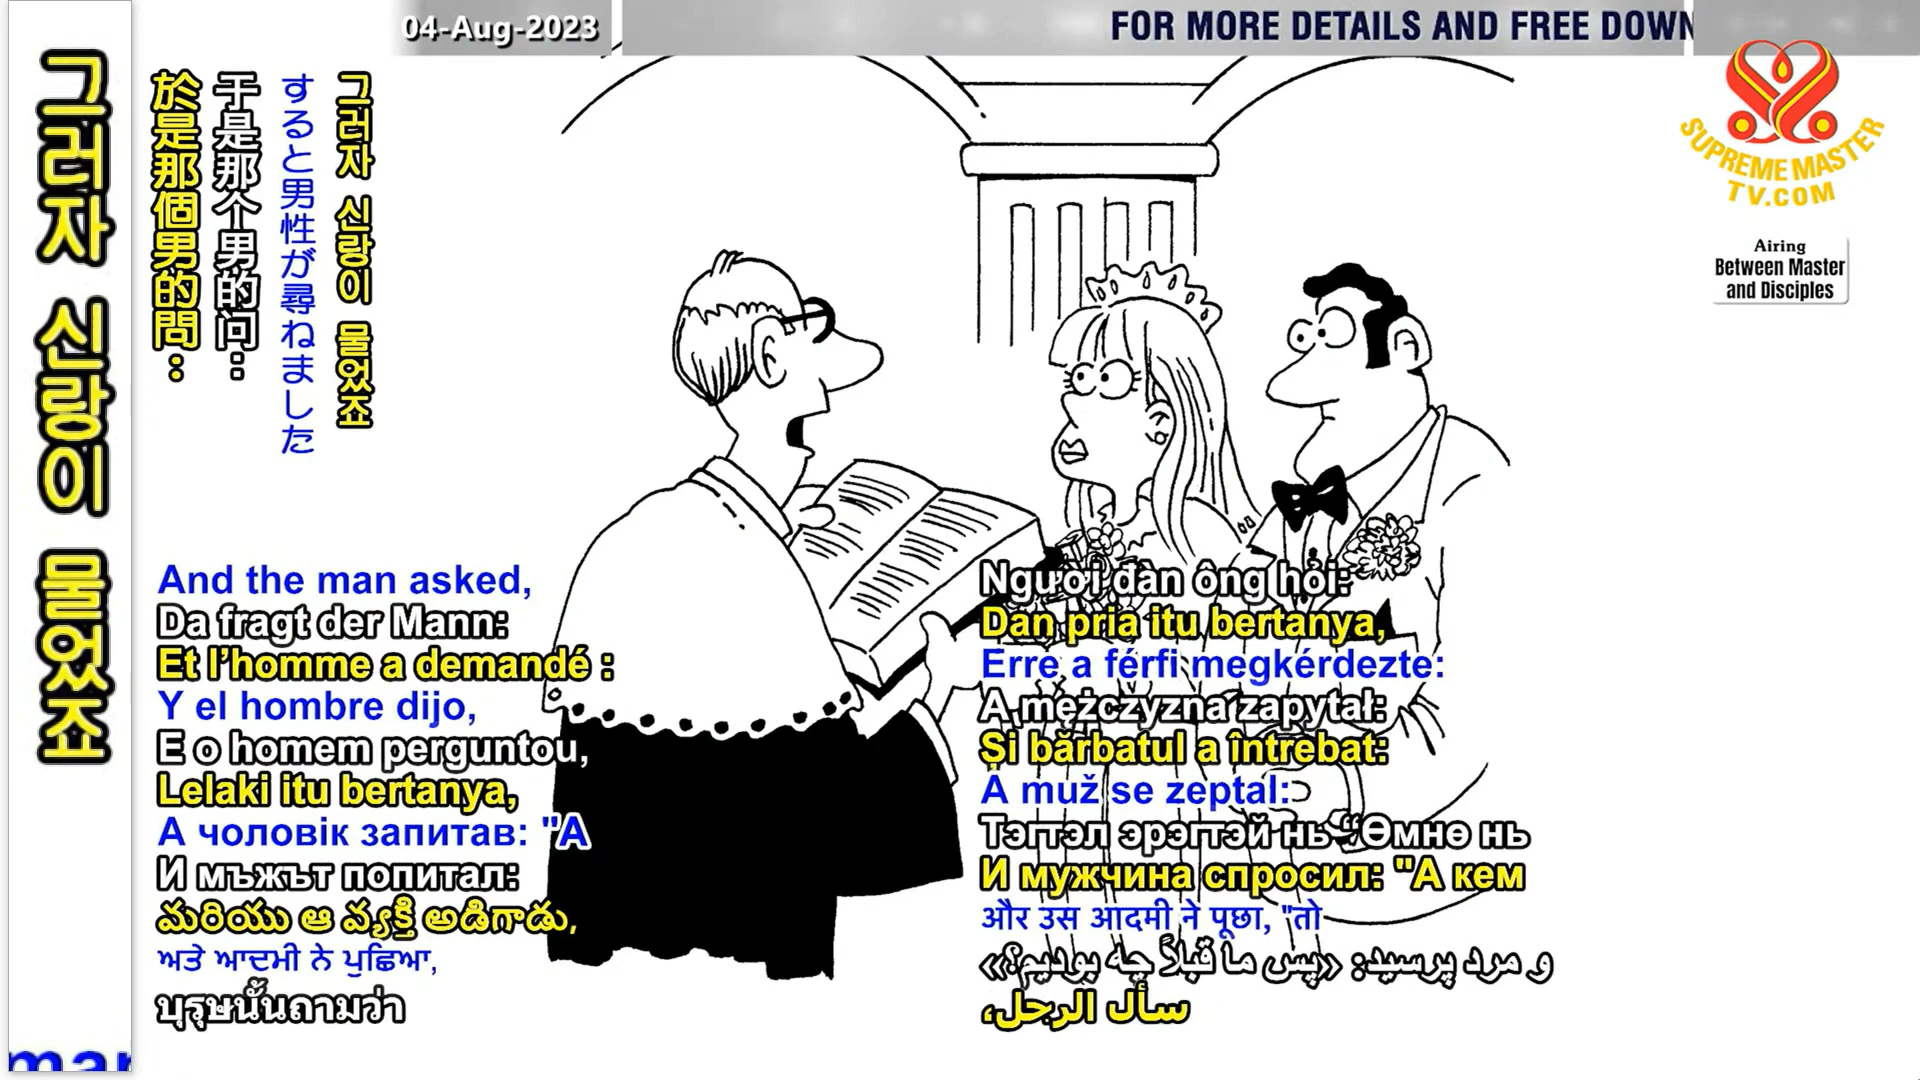 04-Aug-2023
FOR MORE DETAILS AND FREE DOWN
SUPREME MASTER
TV.COM
Airing
Between Master
and Disciples
그러자 신랑이 물었죠
於是那個男的問：
于是那个男的问：
すると男性が尋ねました
그러자 신랑이 물었죠
And the man asked,
Da fragt der Mann:
Et l’homme a demandé :
Y el hombre dijo,
E o homem perguntou,
Lelaki itu bertanya,
А чоловік запитав: "А
И мъжът попитал:
మరియు ఆ వ్యక్తి అడిగాడు,
ਅਤੇ ਆਦਮੀ ਨੇ ਪੁਛਿਆ,
บุรุษนั้นถามว่า
Người đàn ông hỏi:
Dan pria itu bertanya,
Erre a férfi megkérdezte:
A mężczyzna zapytał:
Și bărbatul a întrebat:
A muž se zeptal:
Тэгтэл эрэгтэй нь “Өмнө нь
И мужчина спросил: "А кем
और उस आदमी ने पूछा, "तो
و مرد پرسید: «پس ما قبلاً چه بودیم؟»
سأل الرجل،